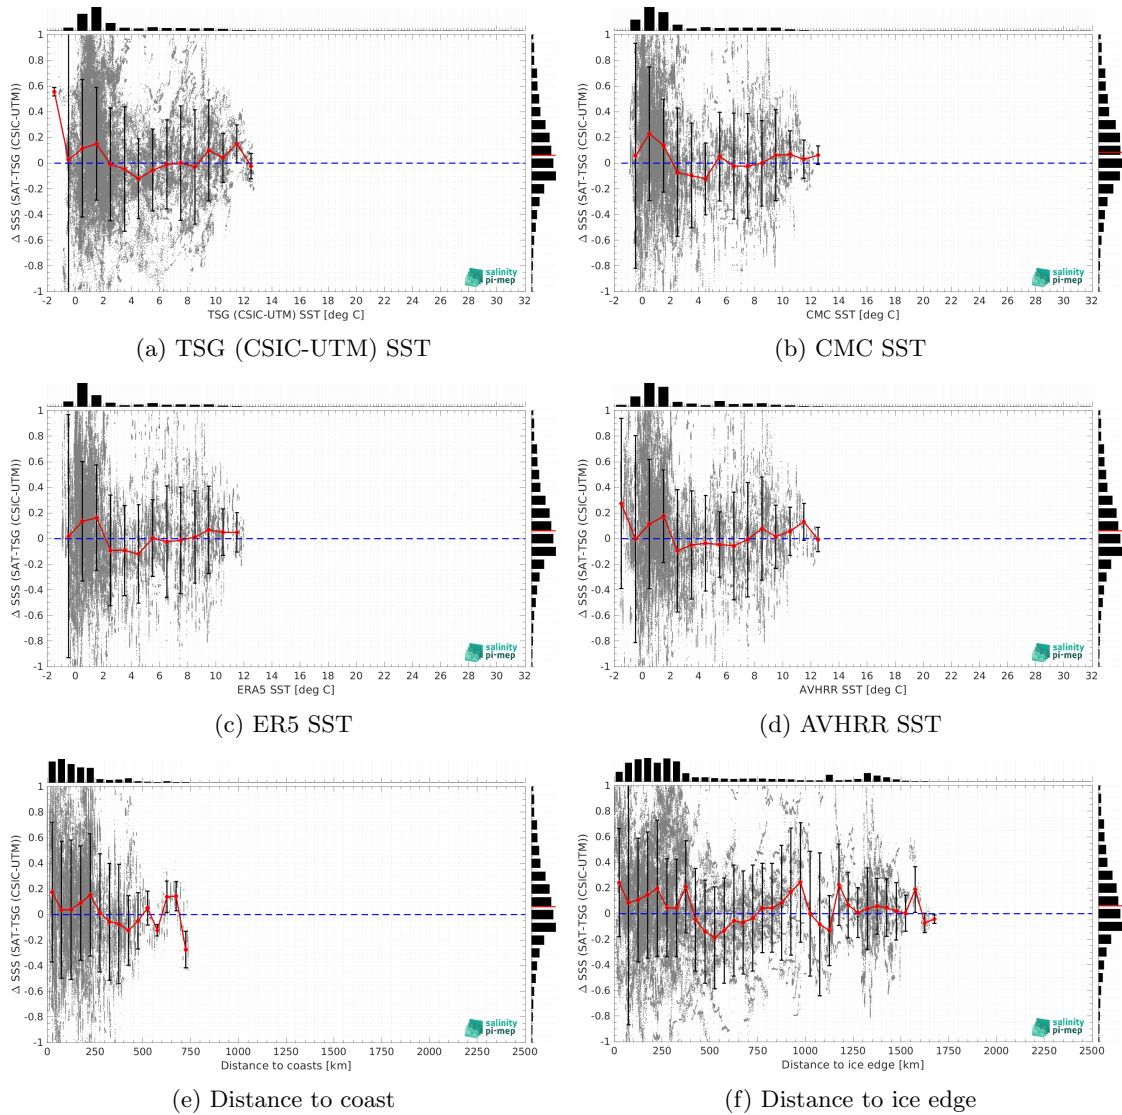 1
0.8
0.6
0.4
0.2
0
-0.2
-0.4
-0.6
-0.8
-1
Δ SSS (SAT-TSG (CSIC-UTM))
salinity
pi-mep
-2 0 2 4 6 8 10 12 14 16 18 20 22 24 26 28 30 32
TSG (CSIC-UTM) SST [deg C]
(a) TSG (CSIC-UTM) SST
1
0.8
0.6
0.4
0.2
0
-0.2
-0.4
-0.6
-0.8
-1
Δ SSS (SAT-TSG (CSIC-UTM))
salinity
pi-mep
-2 0 2 4 6 8 10 12 14 16 18 20 22 24 26 28 30 32
CMC SST [deg C]
(b) CMC SST
1
0.8
0.6
0.4
0.2
0
-0.2
-0.4
-0.6
-0.8
-1
Δ SSS (SAT-TSG (CSIC-UTM))
salinity
pi-mep
-2 0 2 4 6 8 10 12 14 16 18 20 22 24 26 28 30 32
ERA5 SST [deg C]
(c) ER5 SST
1
0.8
0.6
0.4
0.2
0
-0.2
-0.4
-0.6
-0.8
-1
Δ SSS (SAT-TSG (CSIC-UTM))
salinity
pi-mep
-2 0 2 4 6 8 10 12 14 16 18 20 22 24 26 28 30 32
AVHRR SST [deg C]
(d) AVHRR SST
1
0.8
0.6
0.4
0.2
0
-0.2
-0.4
-0.6
-0.8
-1
Δ SSS (SAT-TSG (CSIC-UTM))
salinity
pi-mep
0 250 500 750 1000 1250 1500 1750 2000 2250 2500
Distance to coasts [km]
(e) Distance to coast
1
0.8
0.6
0.4
0.2
0
-0.2
-0.4
-0.6
-0.8
-1
Δ SSS (SAT-TSG (CSIC-UTM))
salinity
pi-mep
0 250 500 750 1000 1250 1500 1750 2000 2250 2500
Distance to ice edge [km]
(f) Distance to ice edge